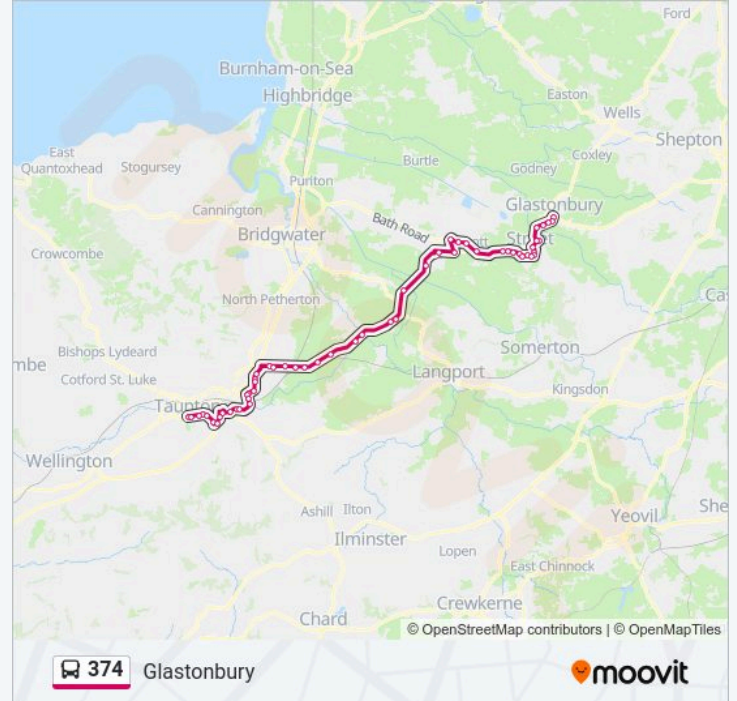 Ford
Burnham-on-Sea
Highbridge
Easton
Wells
Shepton
East
Quantoxhead
Stogursey
Burtle
Coxley
Godney
Puriton
Cannington
Glastonbury
Bath Road
Bridgwater
Street
Crowcombe
North Petherton
Somerton
Bishops Lydeard
Langport
Cotford St. Luke
Kingsdon
Taunton
Wellington
Ashill
Ilton
Yeovil
Ilminster
Lopen
East Chinnock
Crewkerne
Chard
© OpenStreetMap contributors | © OpenMapTiles
374 Glastonbury
moovit